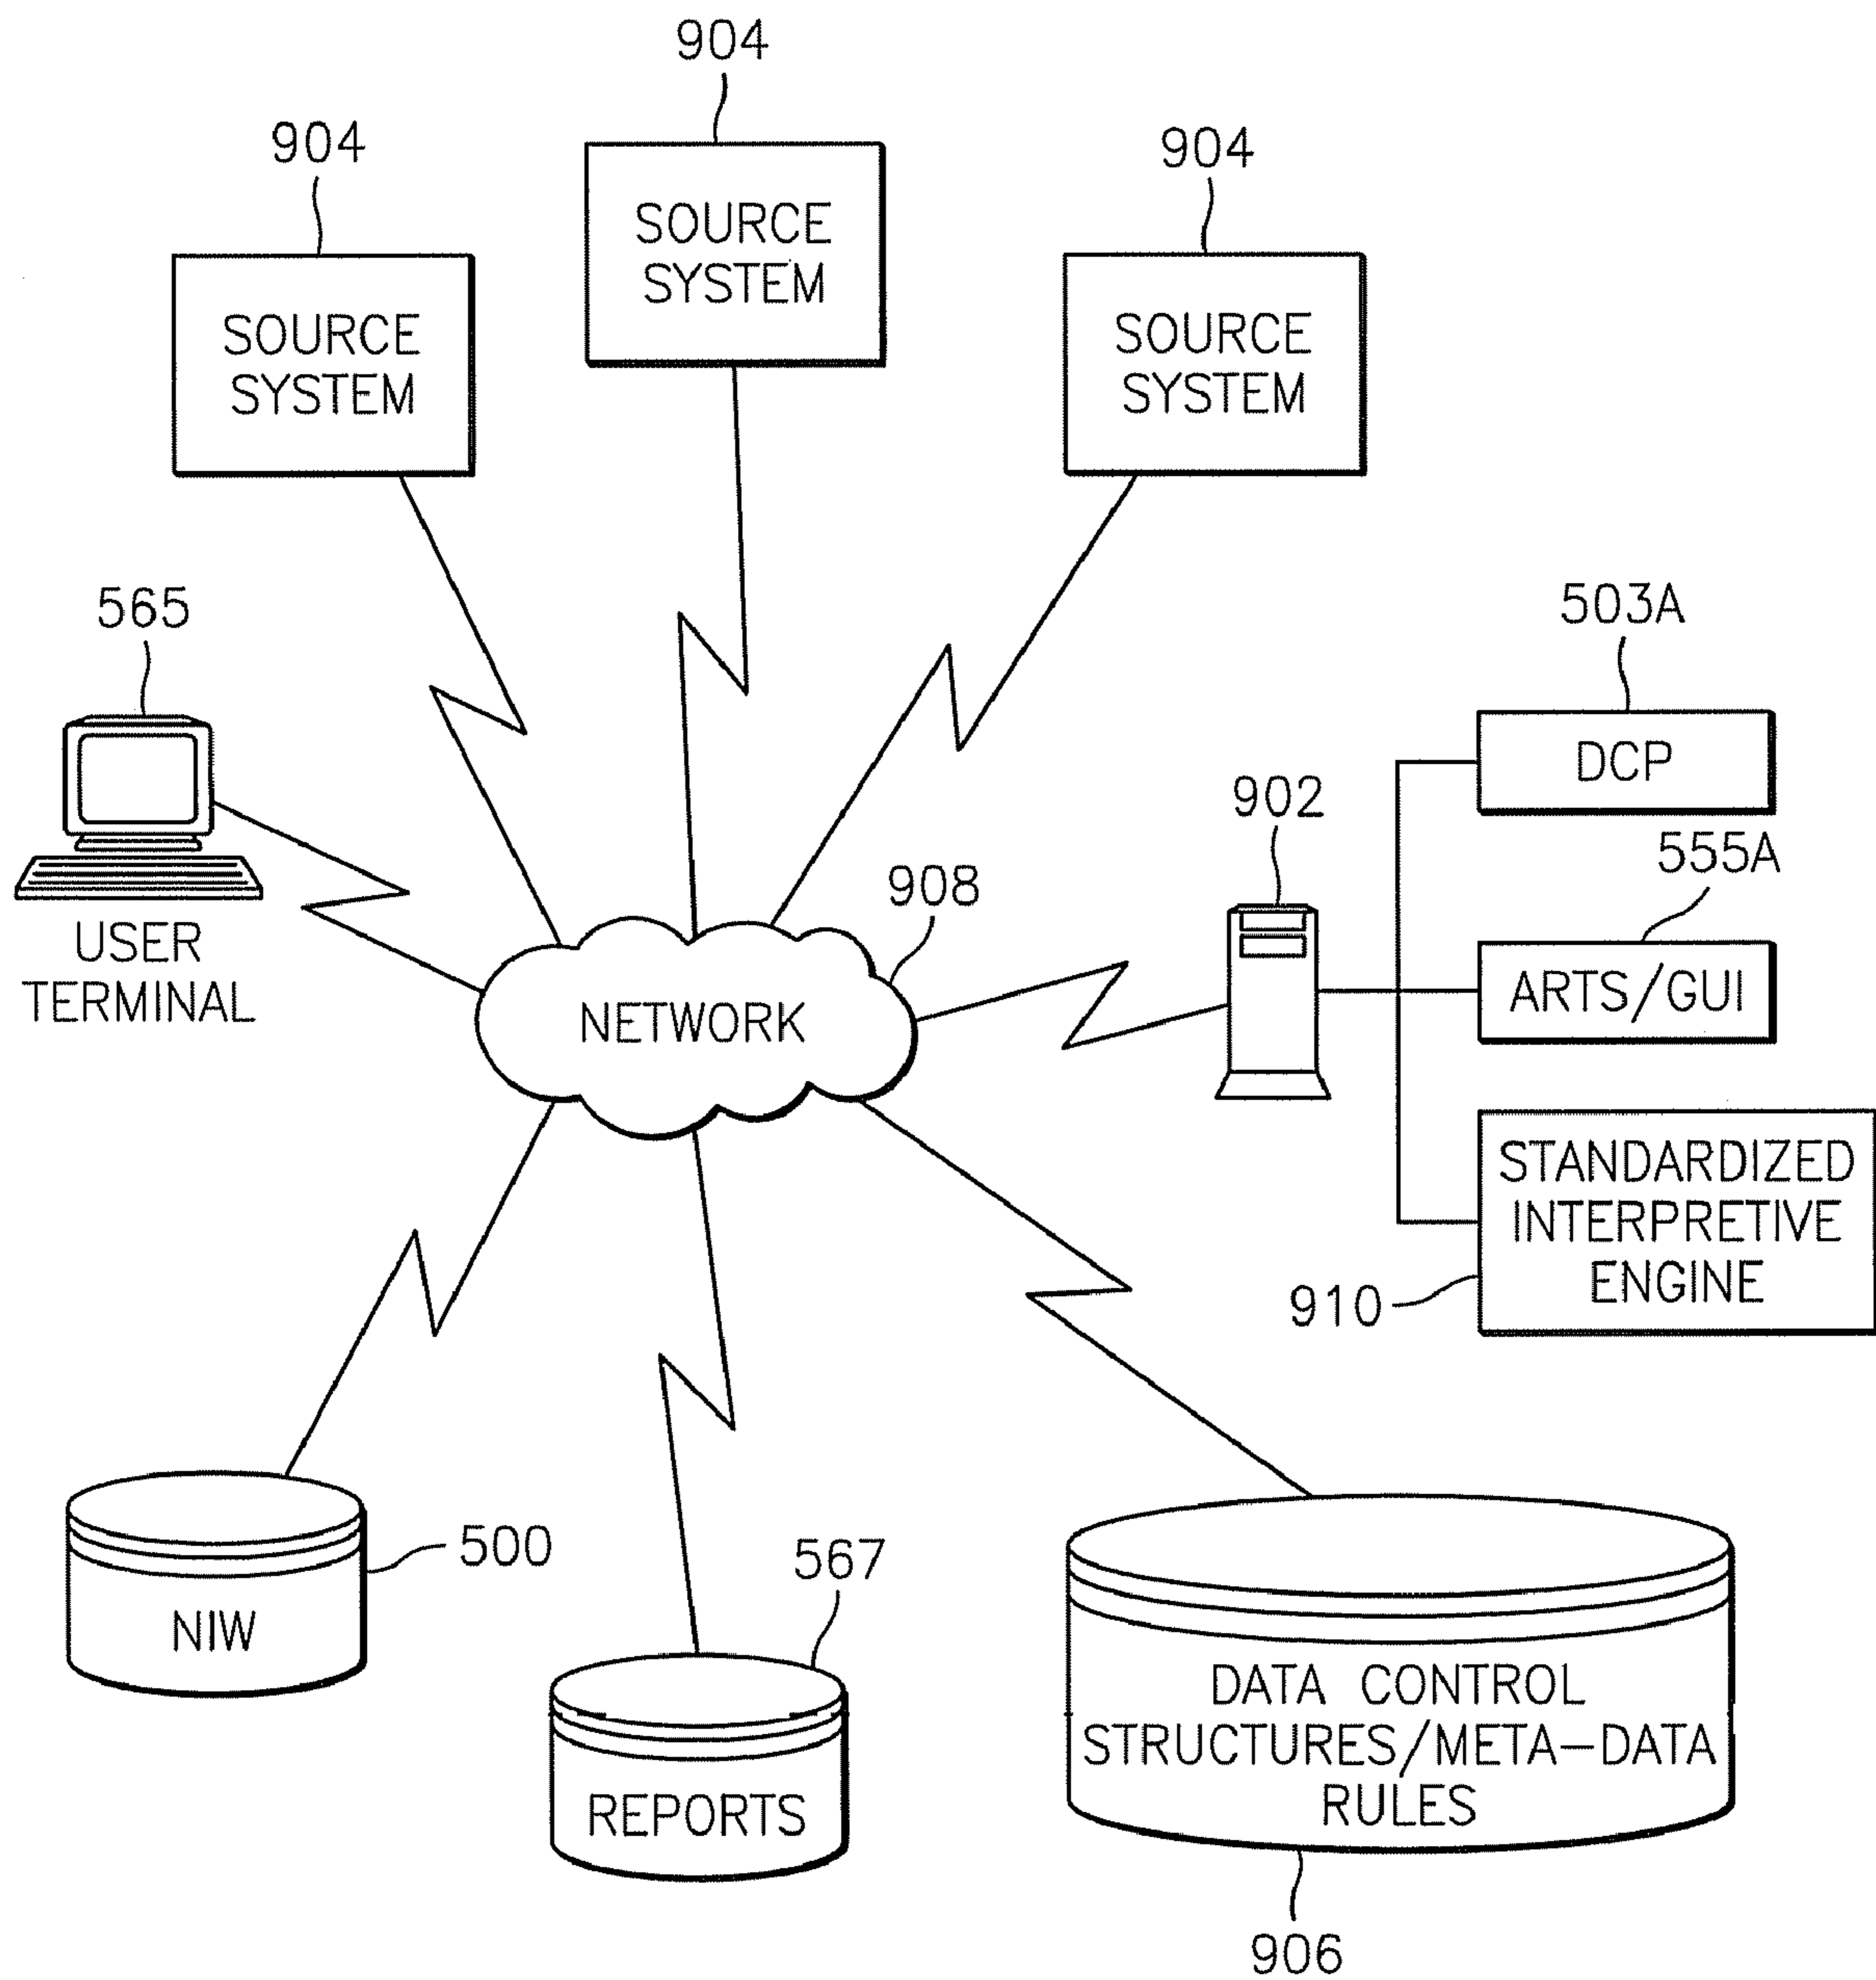 904
904
904
SOURCE
SYSTEM
SOURCE
SYSTEM
SOURCE
SYSTEM
565
USER
TERMINAL
503A
DCP
902
555A
ARTS/GUI
908
NETWORK
STANDARDIZED
INTERPRETIVE
ENGINE
910
500
NIW
567
REPORTS
DATA CONTROL
STRUCTURES/META-DATA
RULES
906